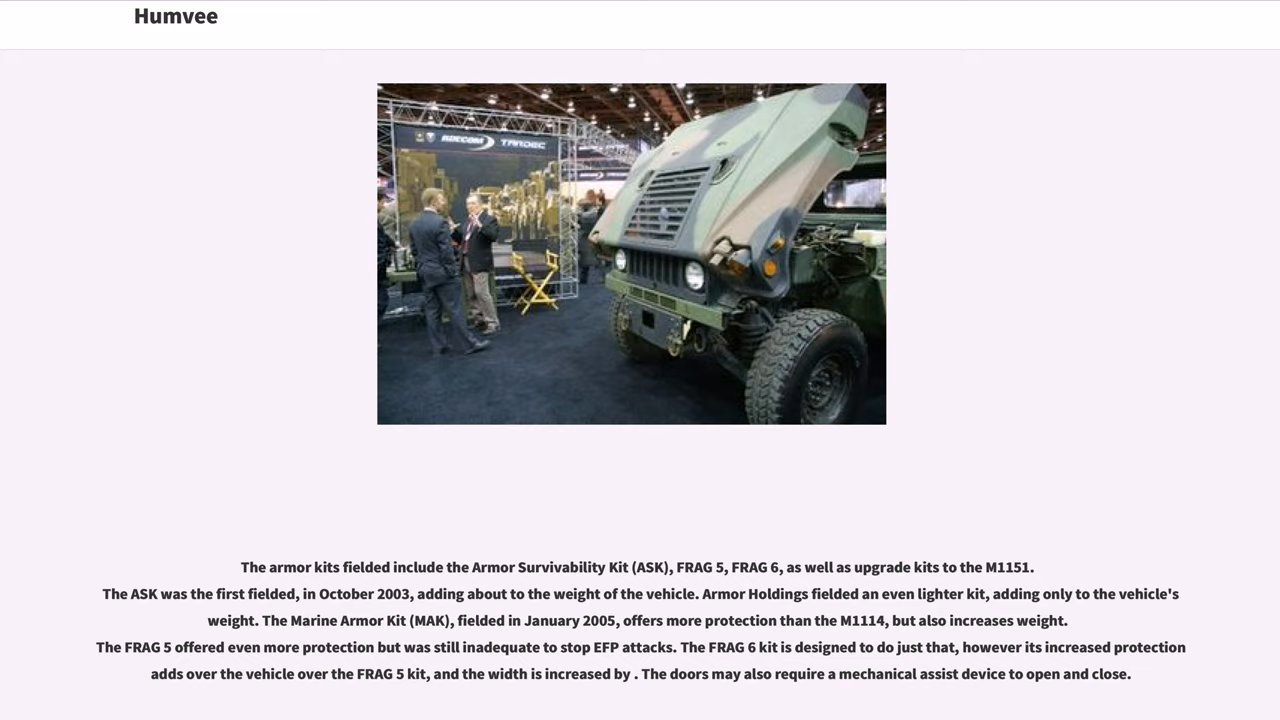 Humvee
RDECOM TARDEC
The armor kits fielded include the Armor Survivability Kit (ASK), FRAG 5, FRAG 6, as well as upgrade kits to the M1151.
The ASK was the first fielded, in October 2003, adding about to the weight of the vehicle. Armor Holdings fielded an even lighter kit, adding only to the vehicle's
weight. The Marine Armor Kit (MAK), fielded in January 2005, offers more protection than the M1114, but also increases weight.
The FRAG 5 offered even more protection but was still inadequate to stop EFP attacks. The FRAG 6 kit is designed to do just that, however its increased protection
adds over the vehicle over the FRAG 5 kit, and the width is increased by . The doors may also require a mechanical assist device to open and close.